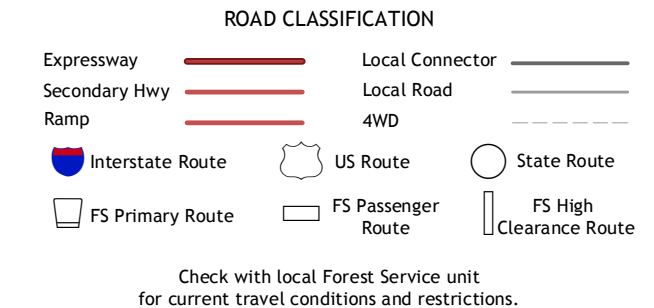 ROAD CLASSIFICATION
Expressway
Local Connector
Secondary Hwy
Local Road
Ramp
4WD
Interstate Route
US Route
State Route
FS Primary Route
FS Passenger
Route
FS High
Clearance Route
Check with local Forest Service unit
for current travel conditions and restrictions.